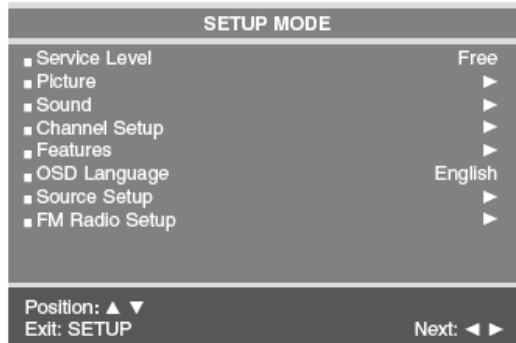 SETUP MODE
Service Level Free
Picture ►
Sound ►
Channel Setup ►
Features ►
OSD Language English
Source Setup ►
FM Radio Setup ►
Position: ▲ ▼
Exit: SETUP Next: ◄ ►